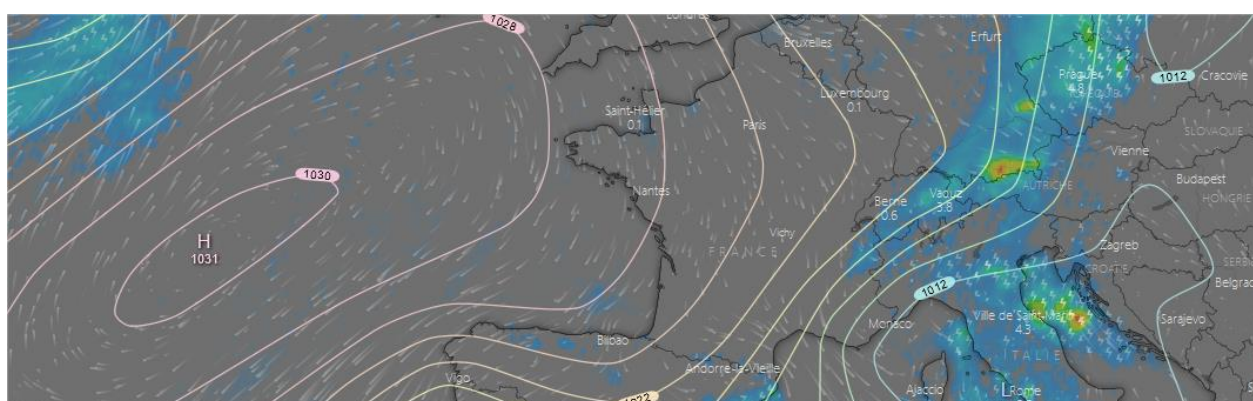 1028
Londres
Bruxelles
Erfurt
Prague
4.8
1012
Cracovie
Luxembourg
0.1
Saint-Hélier
0.1
Paris
SLOVAQUIE
Vienne
1030
Nantes
Berne
0.6
Vaduz
3.8
AUTRICHE
Budapest
HONGRIE
H
1031
Vichy
FRANCE
Zagreb
CROATIE
1012
Belgrad
Ville de Saint-Marin
4.3
Monaco
Sarajevo
Bilbao
ITALIE
Andorre-la-Vieille
Vigo
Ajaccio
L
Rome
1022